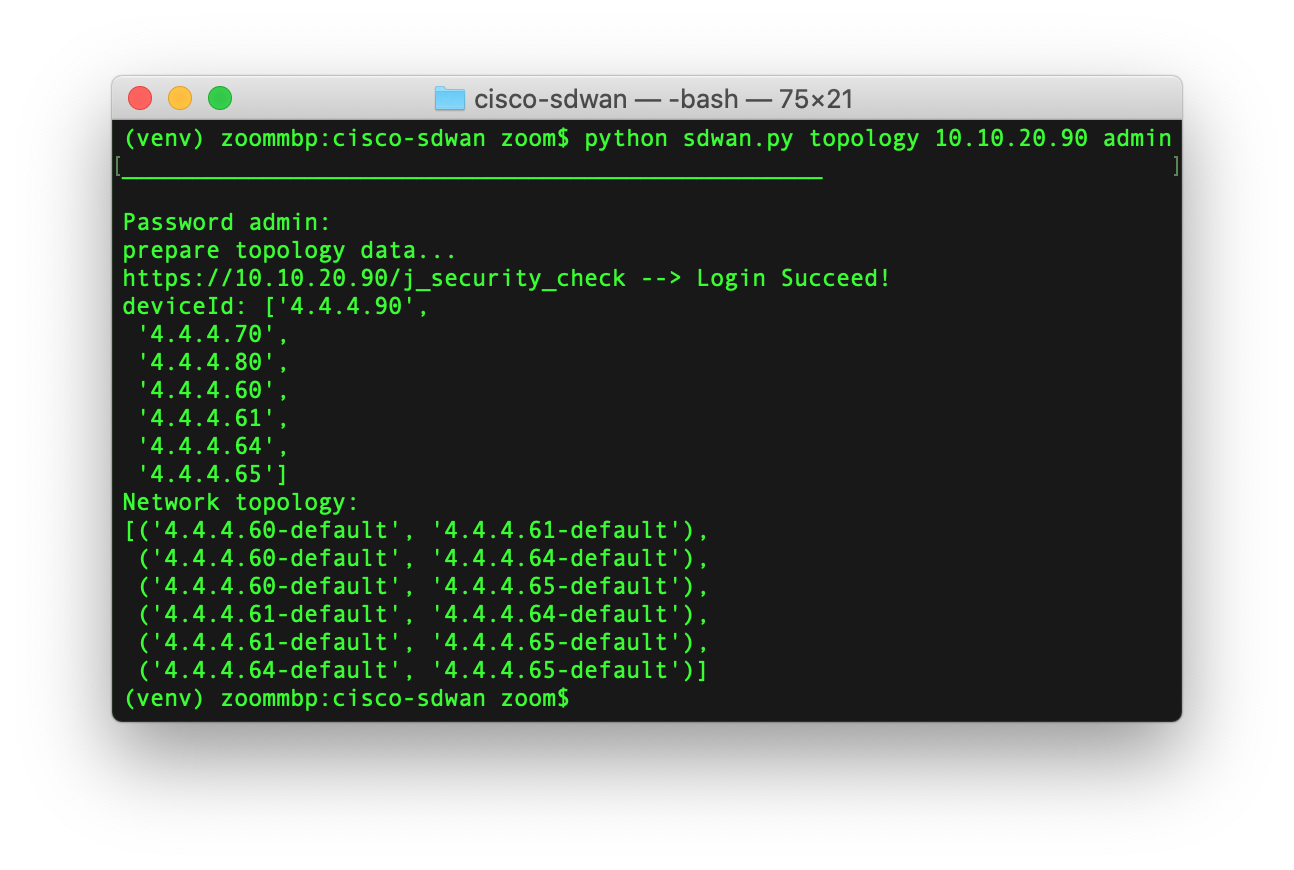 cisco-sdwan — -bash — 75×21
(venv) zoommbp:cisco-sdwan zoom$ python sdwan.py topology 10.10.20.90 admin
[_____________________________________________ ]
Password admin:
prepare topology data...
https://10.10.20.90/j_security_check --> Login Succeed!
deviceId: ['4.4.4.90',
 '4.4.4.70',
 '4.4.4.80',
 '4.4.4.60',
 '4.4.4.61',
 '4.4.4.64',
 '4.4.4.65']
Network topology:
[('4.4.4.60-default', '4.4.4.61-default'),
 ('4.4.4.60-default', '4.4.4.64-default'),
 ('4.4.4.60-default', '4.4.4.65-default'),
 ('4.4.4.61-default', '4.4.4.64-default'),
 ('4.4.4.61-default', '4.4.4.65-default'),
 ('4.4.4.64-default', '4.4.4.65-default')]
(venv) zoommbp:cisco-sdwan zoom$